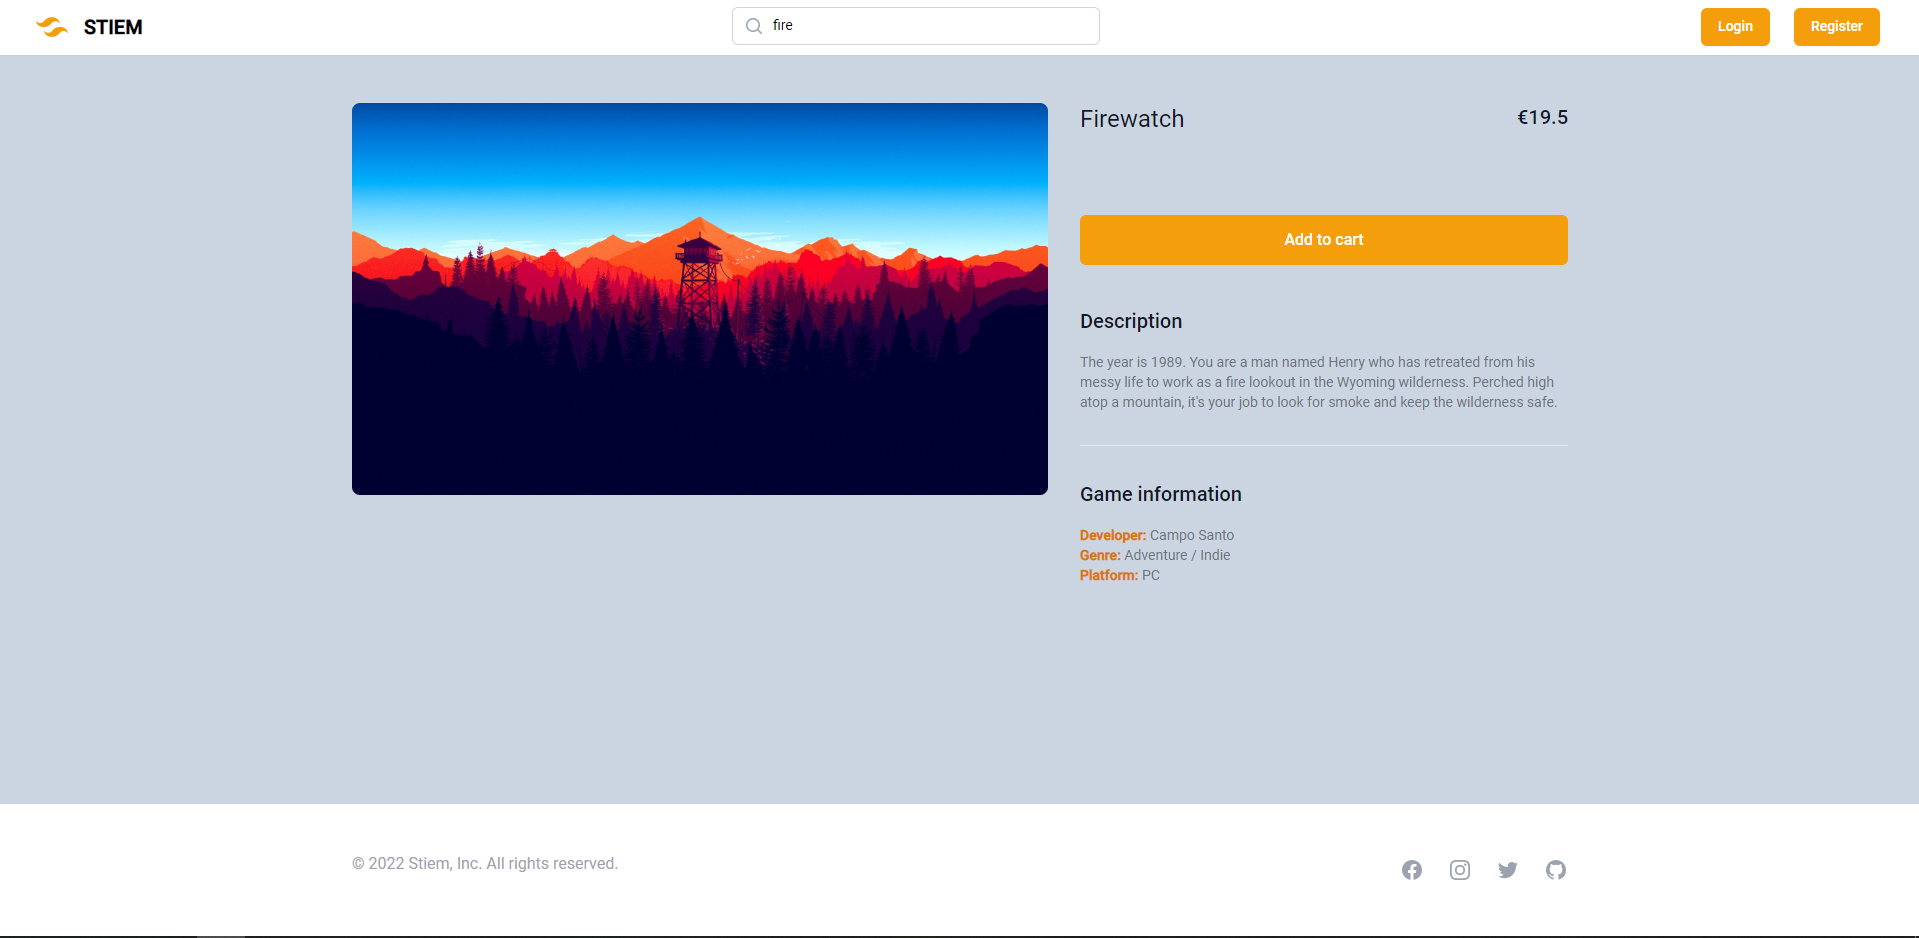 STIEM
fire
Login
Register
Firewatch
€19.5
Add to cart
Description
The year is 1989. You are a man named Henry who has retreated from his
messy life to work as a fire lookout in the Wyoming wilderness. Perched high
atop a mountain, it's your job to look for smoke and keep the wilderness safe.
Game information
Developer: Campo Santo
Genre: Adventure / Indie
Platform: PC
© 2022 Stiem, Inc. All rights reserved.